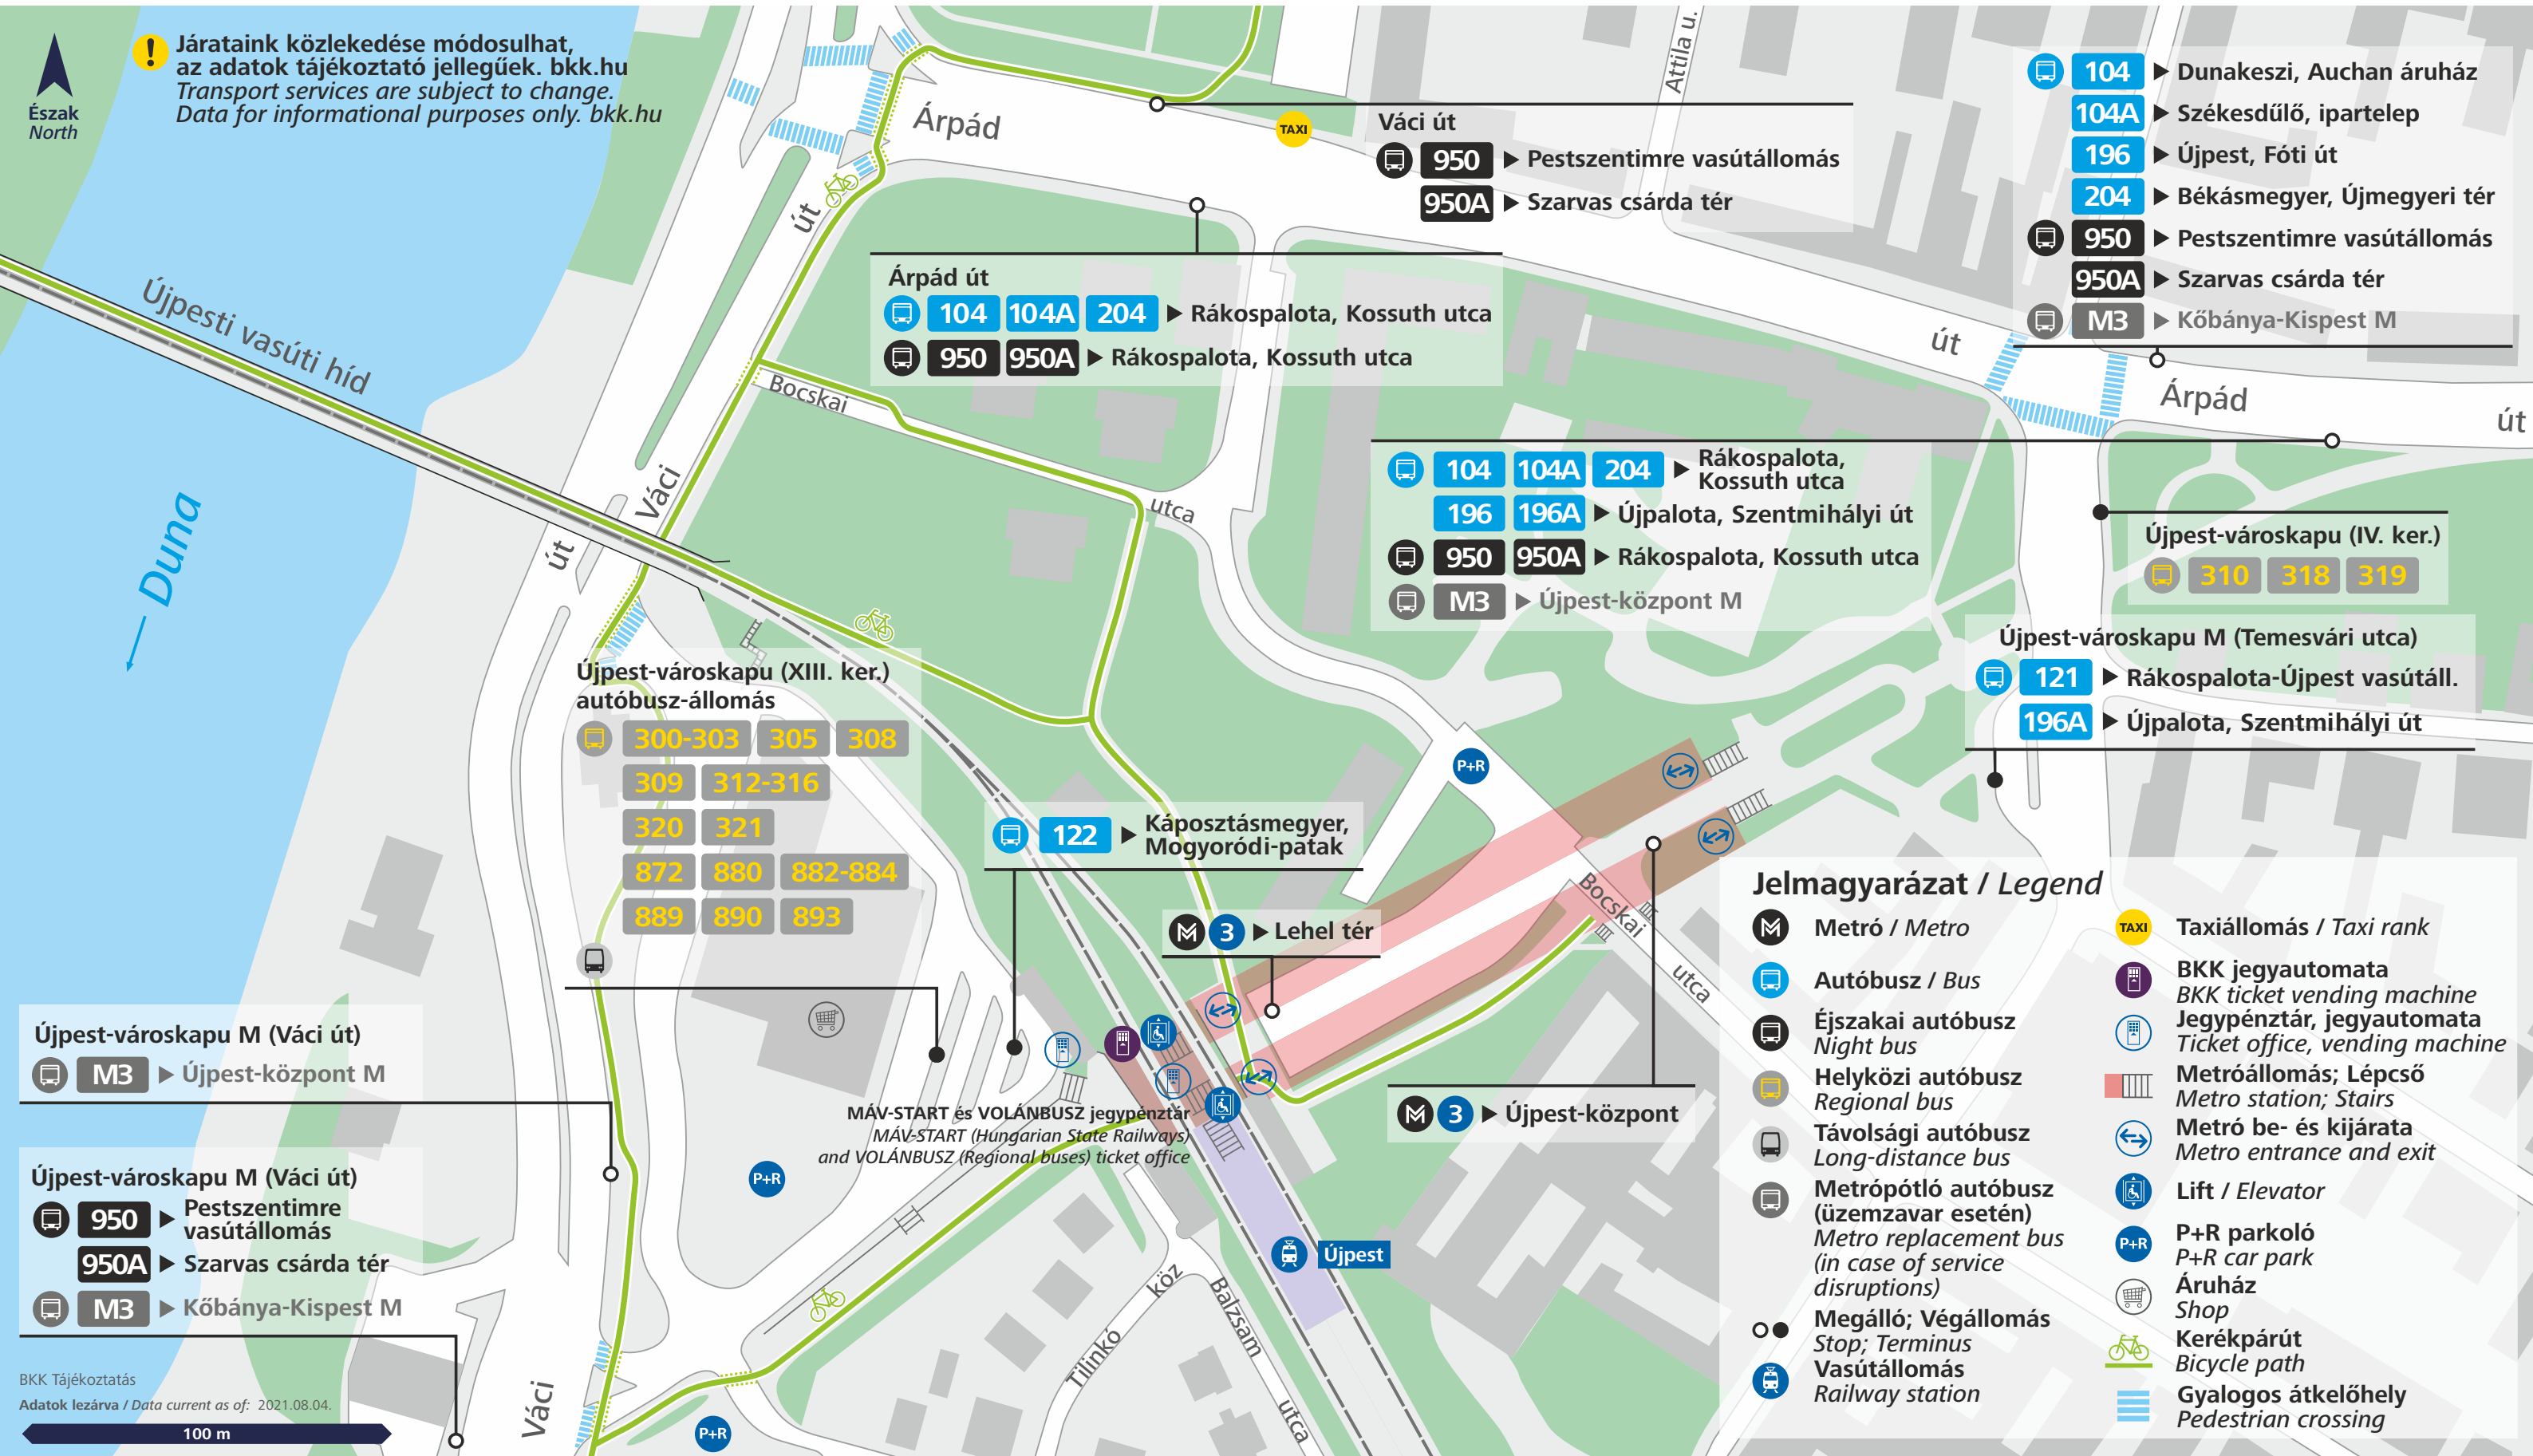 Észak
North
Járataink közlekedése módosulhat,
az adatok tájékoztató jellegűek. bkk.hu
Transport services are subject to change.
Data for informational purposes only. bkk.hu
Árpád
TAXI
Attila u.
Váci út
950 Pestszentimre vasútállomás
950A Szarvas csárda tér
104 Dunakeszi, Auchan áruház
104A Székesdűlő, ipartelep
196 Újpest, Fóti út
204 Békásmegyer, Újmegyeri tér
950 Pestszentimre vasútállomás
950A Szarvas csárda tér
M3 Kőbánya-Kispest M
út
Árpád út
104 104A 204 Rákospalota, Kossuth utca
950 950A Rákospalota, Kossuth utca
Újpesti vasúti híd
Bocskai
utca
út
Árpád
út
104 104A 204 Rákospalota,
Kossuth utca
196 196A Újpalota, Szentmihályi út
950 950A Rákospalota, Kossuth utca
M3 Újpest-központ M
Váci
út
Duna
Újpest-városkapu (IV. ker.)
310 318 319
Újpest-városkapu M (Temesvári utca)
121 Rákospalota-Újpest vasútáll.
196A Újpalota, Szentmihályi út
Újpest-városkapu (XIII. ker.)
autóbusz-állomás
300-303 305 308
309 312-316
320 321
872 880 882-884
889 890 893
P+R
122 Káposztásmegyer,
Mogyoródi-patak
M 3 Lehel tér
Bocskai
utca
Újpest-városkapu M (Váci út)
M3 Újpest-központ M
MÁV-START és VOLÁNBUSZ jegypénztár
MÁV-START (Hungarian State Railways)
and VOLÁNBUSZ (Regional buses) ticket office
M 3 Újpest-központ
P+R
Újpest-városkapu M (Váci út)
950 Pestszentimre
vasútállomás
950A Szarvas csárda tér
M3 Kőbánya-Kispest M
Újpest
Tilinkó
köz
Balzsam
utca
Váci
P+R
BKK Tájékoztatás
Adatok lezárva / Data current as of: 2021.08.04.
100 m
Jelmagyarázat / Legend
M Metró / Metro
Autóbusz / Bus
Éjszakai autóbusz
Night bus
Helyközi autóbusz
Regional bus
Távolsági autóbusz
Long-distance bus
Metrópótló autóbusz
(üzemzavar esetén)
Metro replacement bus
(in case of service
disruptions)
Megálló; Végállomás
Stop; Terminus
Vasútállomás
Railway station
TAXI Taxiállomás / Taxi rank
BKK jegyautomata
BKK ticket vending machine
Jegypénztár, jegyautomata
Ticket office, vending machine
Metróállomás; Lépcső
Metro station; Stairs
Metró be- és kijárata
Metro entrance and exit
Lift / Elevator
P+R P+R parkoló
P+R car park
Áruház
Shop
Kerékpárút
Bicycle path
Gyalogos átkelőhely
Pedestrian crossing